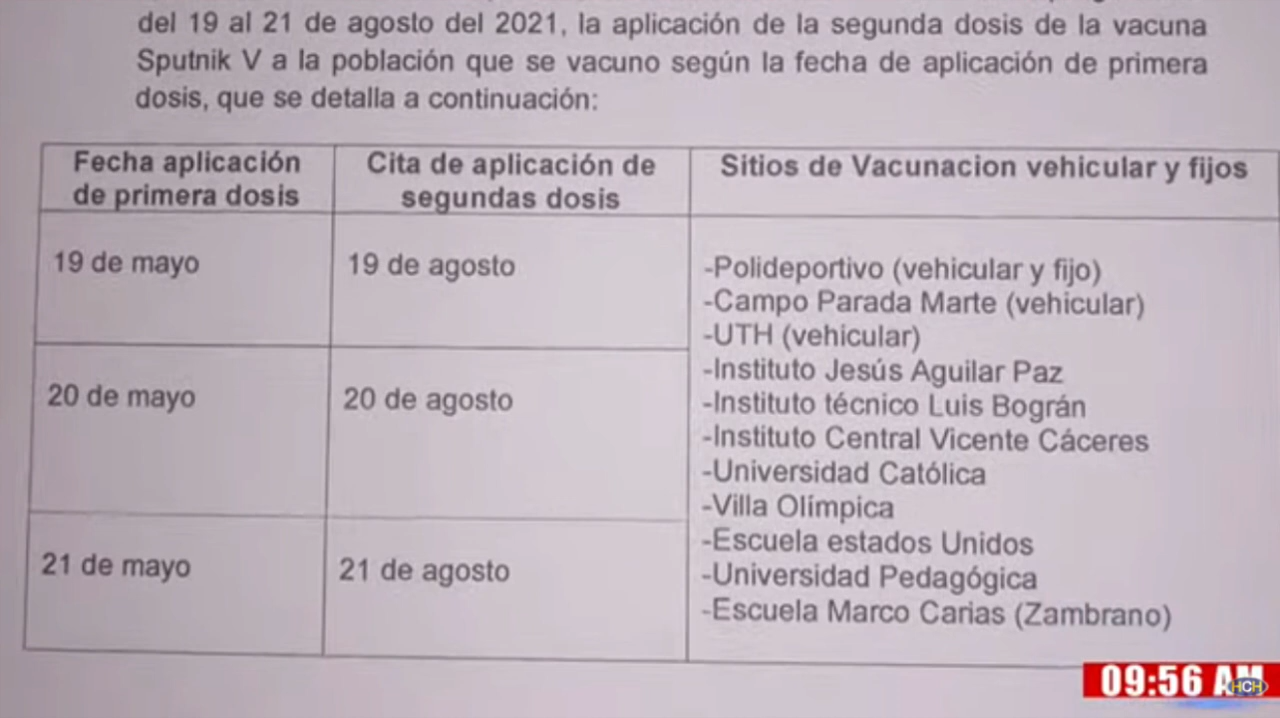 del 19 al 21 de agosto del 2021, la aplicación de la segunda dosis de la vacuna
Sputnik V a la población que se vacuno según la fecha de aplicación de primera
dosis, que se detalla a continuación:
Fecha aplicación
de primera dosis
Cita de aplicación de
segundas dosis
Sitios de Vacunacion vehicular y fijos
19 de mayo
19 de agosto
20 de mayo
20 de agosto
21 de mayo
21 de agosto
-Polideportivo (vehicular y fijo)
-Campo Parada Marte (vehicular)
-UTH (vehicular)
-Instituto Jesús Aguilar Paz
-Instituto técnico Luis Bográn
-Instituto Central Vicente Cáceres
-Universidad Católica
-Villa Olímpica
-Escuela estados Unidos
-Universidad Pedagógica
-Escuela Marco Carias (Zambrano)
09:56 AM
HCH